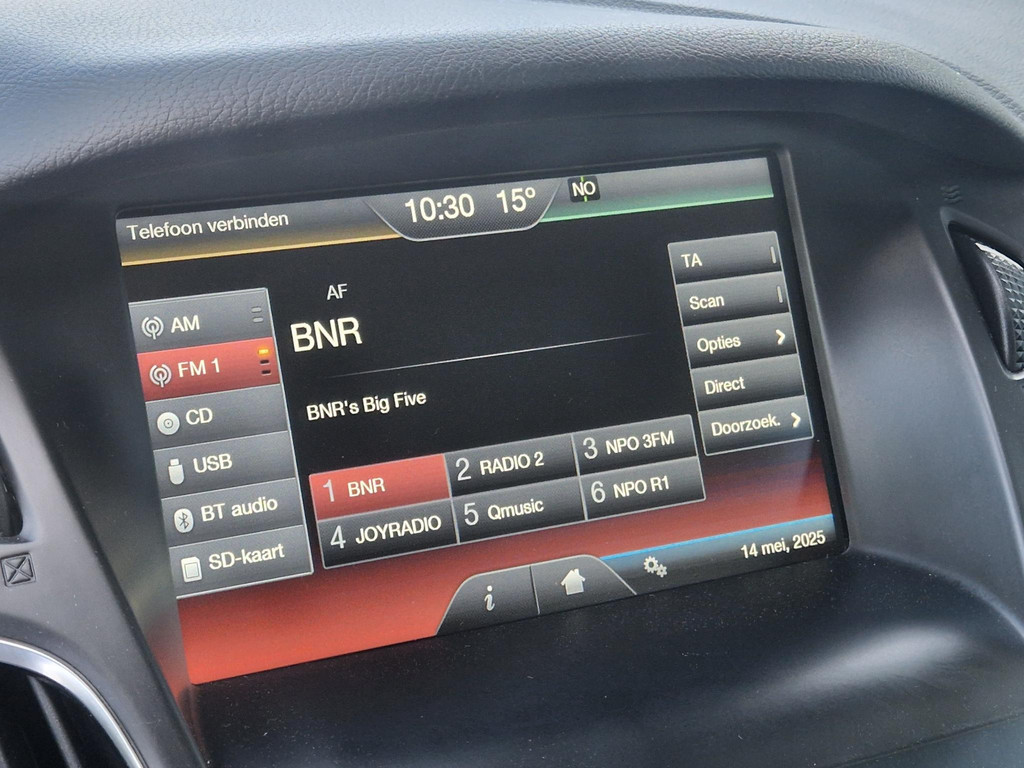 Telefoon verbinden
10:30 15°
NO
AM
FM 1
CD
USB
BT audio
SD-kaart
AF
BNR
BNR's Big Five
1 BNR
2 RADIO 2
3 NPO 3FM
4 JOYRADIO
5 Qmusic
6 NPO R1
TA
Scan
Opties
Direct
Doorzoek.
i
14 mei, 2025